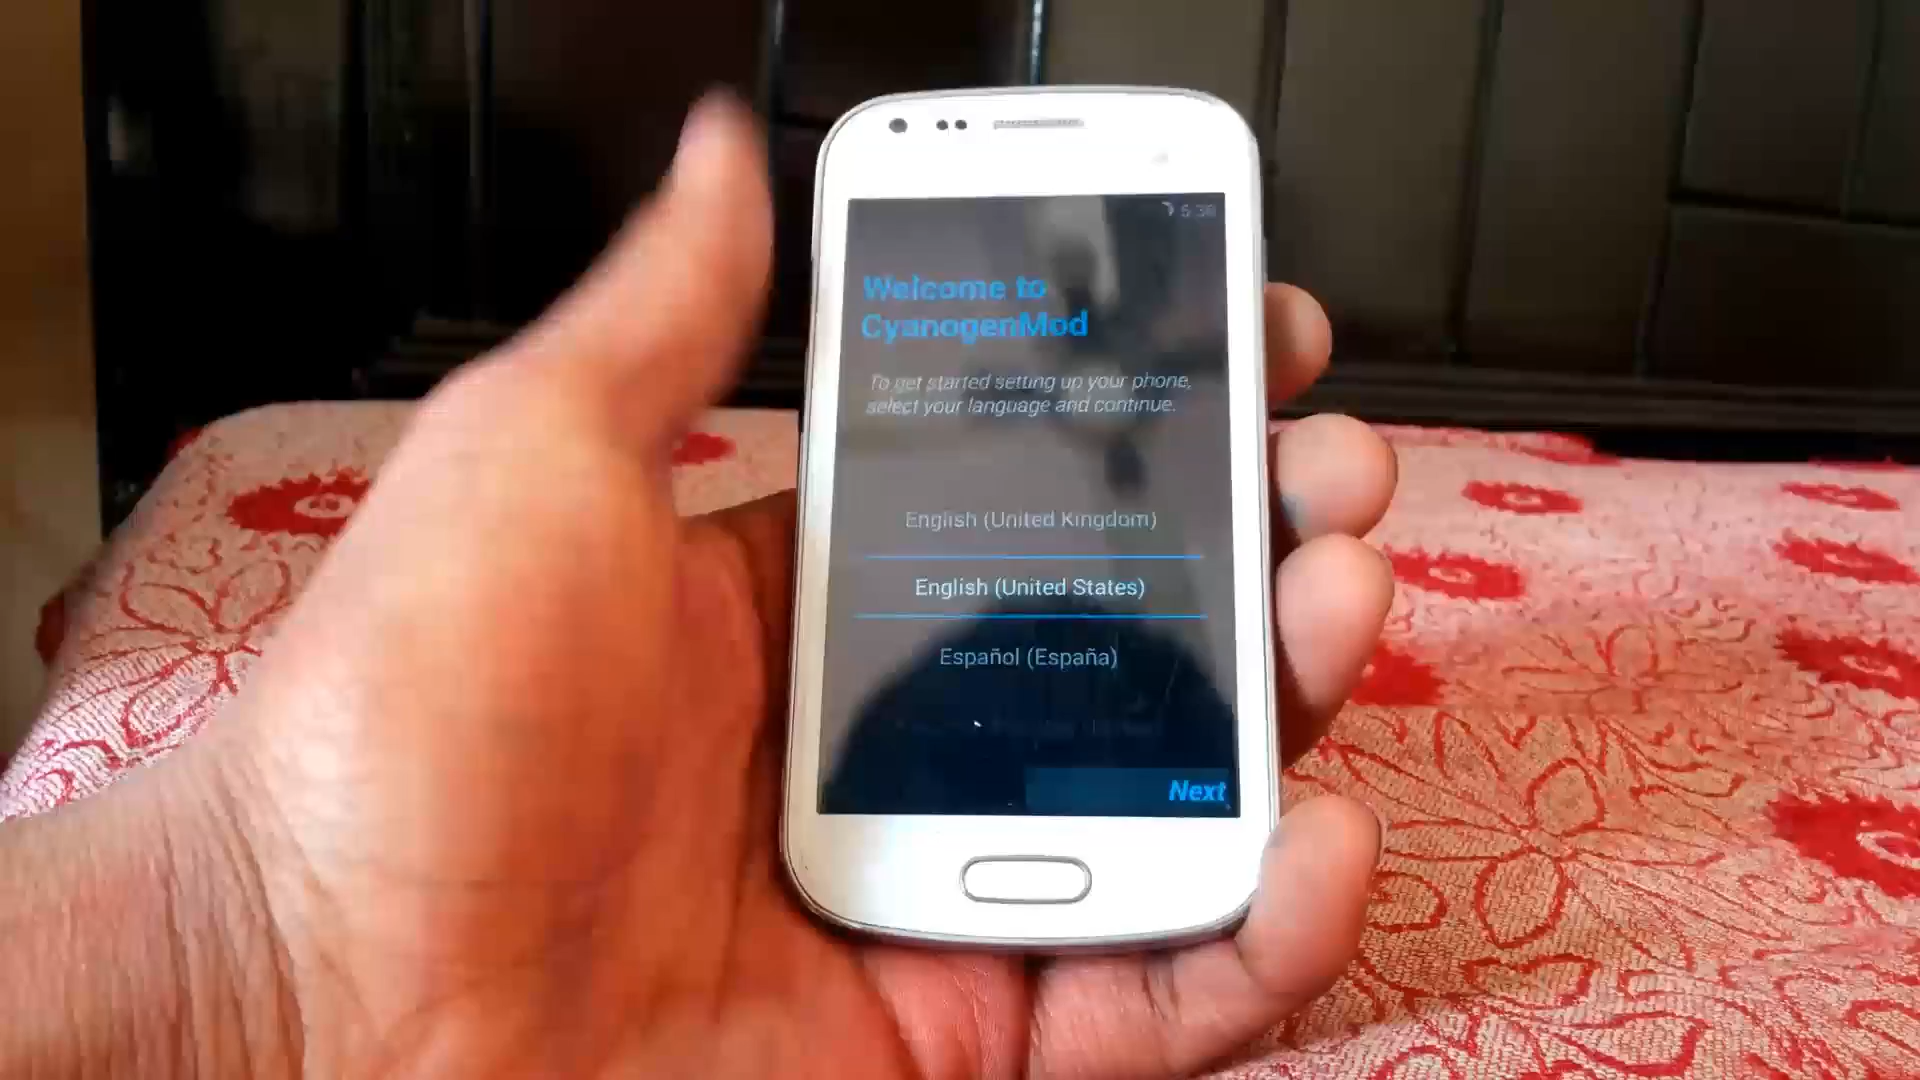 5:36
Welcome to
CyanogenMod
To get started setting up your phone,
select your language and continue.
English (United Kingdom)
English (United States)
Español (España)
Next